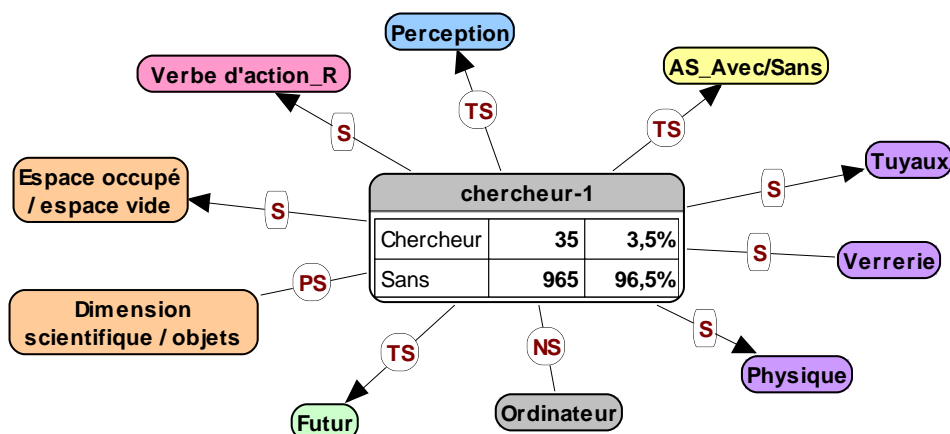 Perception
Verbe d'action_R
AS_Avec/Sans
TS
TS
S
Tuyaux
Espace occupé
/ espace vide
S
S
chercheur-1
Chercheur 35 3,5%
Sans 965 96,5%
S
Verrerie
PS
Dimension
scientifique / objets
S
TS
NS
Physique
Futur
Ordinateur